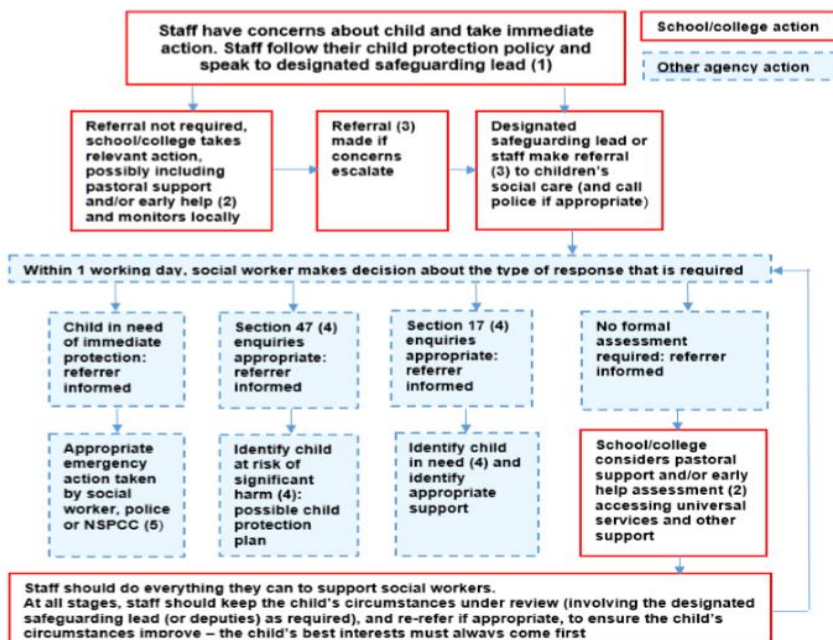 Staff have concerns about child and take immediate
action. Staff follow their child protection policy and
speak to designated safeguarding lead (1)
School/college action
Other agency action
Referral not required,
school/college takes
relevant action,
possibly including
pastoral support
and/or early help (2)
and monitors locally
Referral (3)
made if
concerns
escalate
Designated
safeguarding lead or
staff make referral
(3) to children's
social care (and call
police if appropriate)
Within 1 working day, social worker makes decision about the type of response that is required
Child in need
of immediate
protection:
referrer
informed
Section 47 (4)
enquiries
appropriate:
referrer
informed
Section 17 (4)
enquiries
appropriate:
referrer
informed
No formal
assessment
required: referrer
informed
Appropriate
emergency
action taken
by social
worker, police
or NSPCC (5)
Identify child
at risk of
significant
harm (4):
possible child
protection
plan
Identify child
in need (4) and
identify
appropriate
support
School/college
considers pastoral
support and/or early
help assessment (2)
accessing universal
services and other
support
Staff should do everything they can to support social workers.
At all stages, staff should keep the child's circumstances under review (involving the designated
safeguarding lead (or deputies) as required), and re-refer if appropriate, to ensure the child's
circumstances improve – the child's best interests must always come first